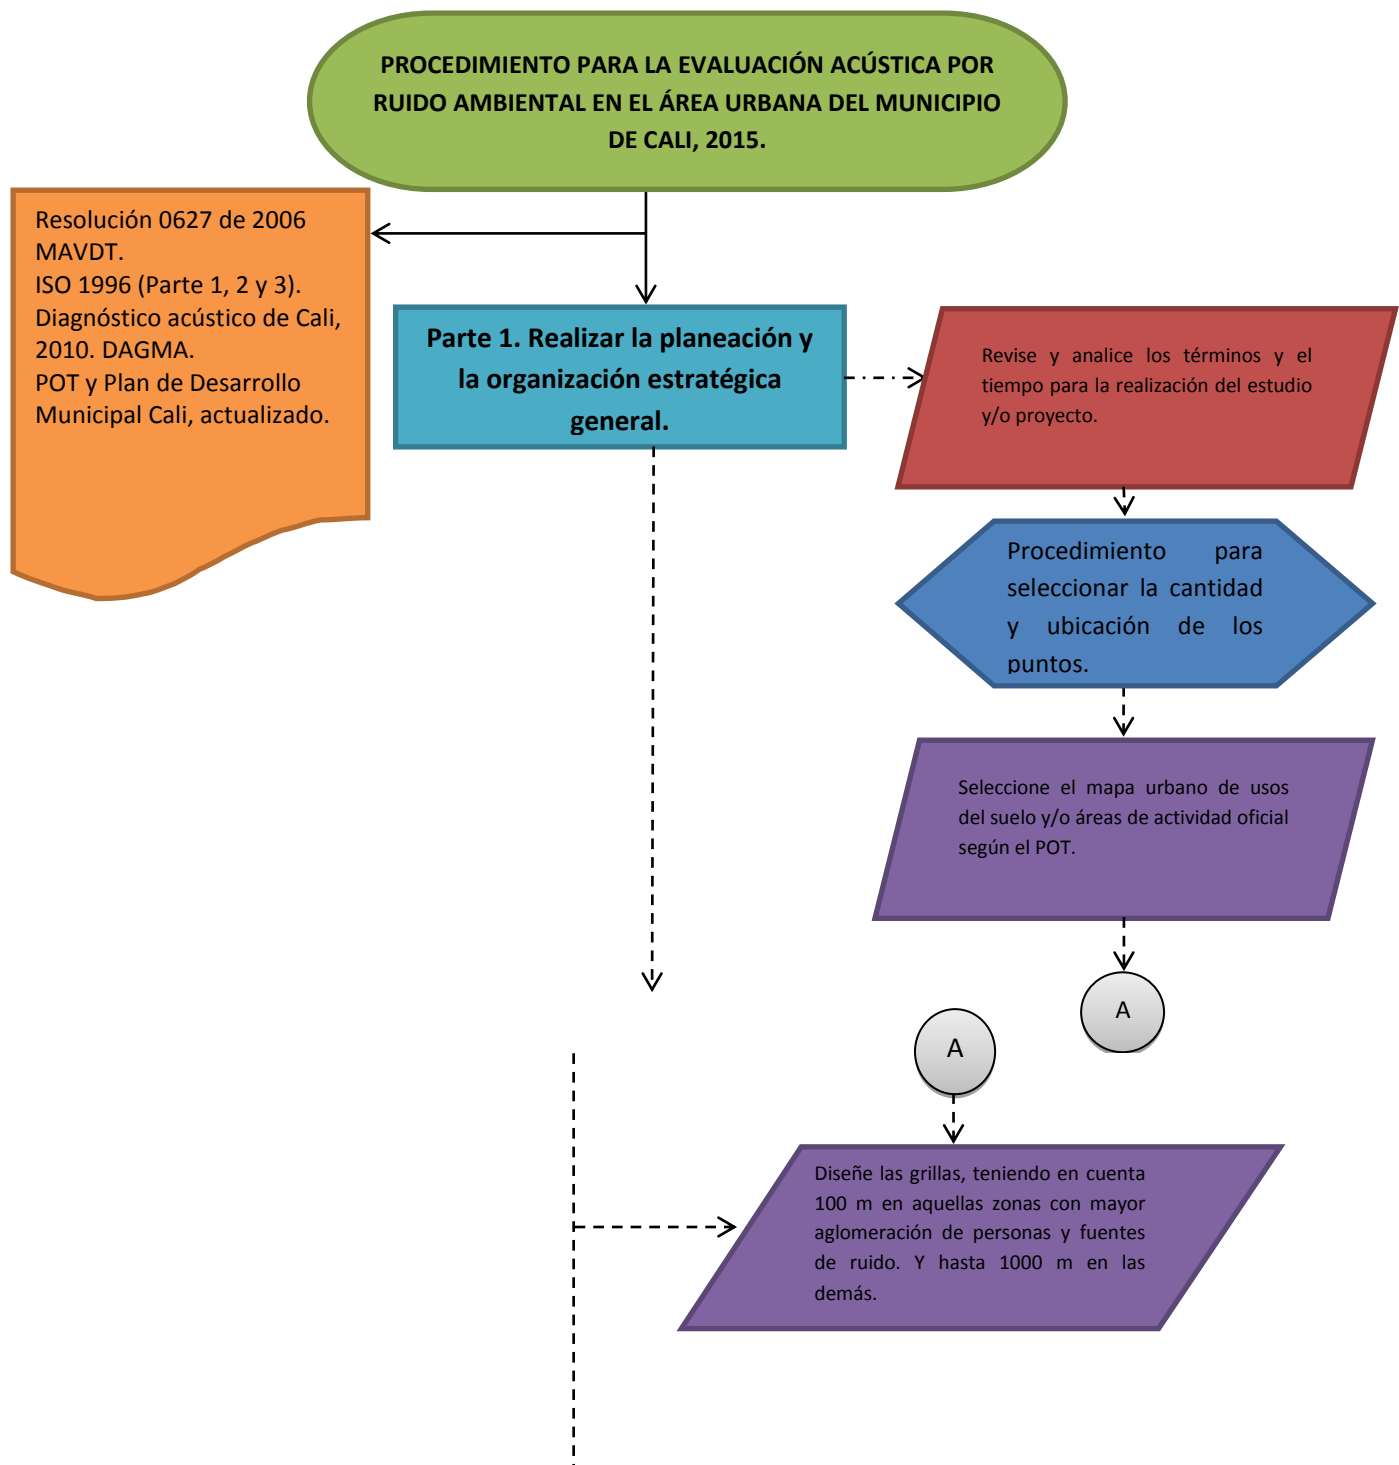 PROCEDIMIENTO PARA LA EVALUACIÓN ACÚSTICA POR
RUIDO AMBIENTAL EN EL ÁREA URBANA DEL MUNICIPIO
DE CALI, 2015.
Resolución 0627 de 2006
MAVDT.
ISO 1996 (Parte 1, 2 y 3).
Diagnóstico acústico de Cali,
2010. DAGMA.
POT y Plan de Desarrollo
Municipal Cali, actualizado.
Parte 1. Realizar la planeación y
la organización estratégica
general.
Revise y analice los términos y el
tiempo para la realización del estudio
y/o proyecto.
Procedimiento para
seleccionar la cantidad
y ubicación de los
puntos.
Seleccione el mapa urbano de usos
del suelo y/o áreas de actividad oficial
según el POT.
A
A
Diseñe las grillas, teniendo en cuenta
100 m en aquellas zonas con mayor
aglomeración de personas y fuentes
de ruido. Y hasta 1000 m en las
demás.